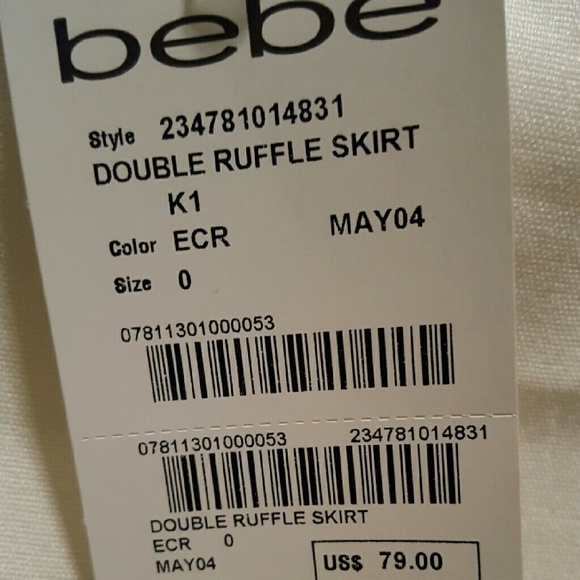 bebe
Style 234781014831
DOUBLE RUFFLE SKIRT
K1
Color ECR MAY04
Size 0
07811301000053
07811301000053 234781014831
DOUBLE RUFFLE SKIRT
ECR 0
MAY04
US$ 79.00